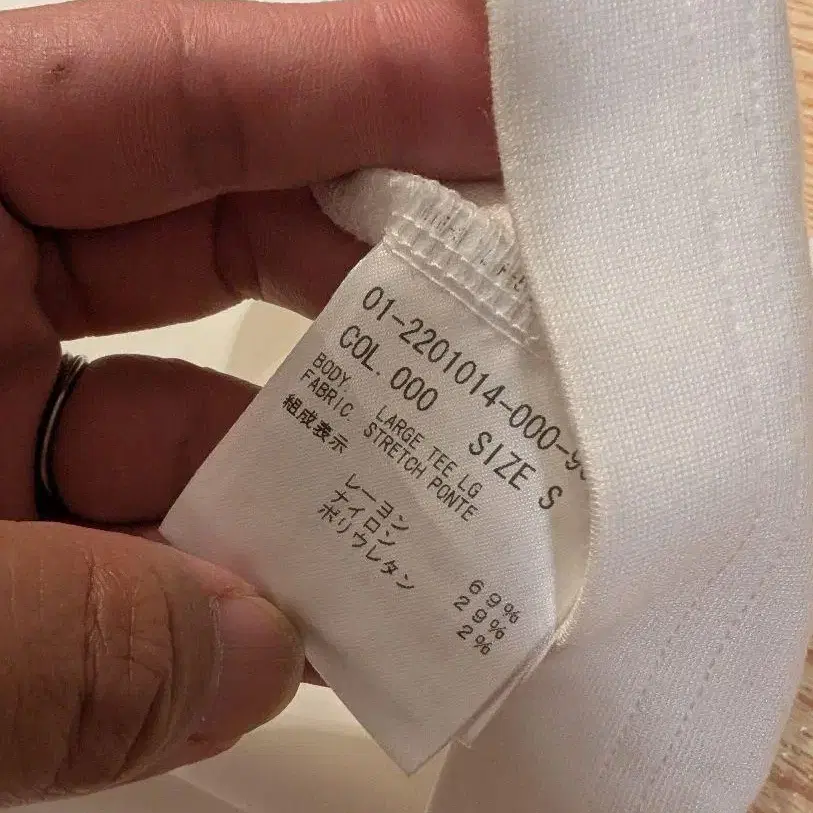 01-2201014-000-9
COL. 000 SIZE S
BODY. LARGE TEE LG
FABRIC STRETCH PONTE
組成表示
レーヨン 69%
ナイロン 29%
ポリウレタン 2%